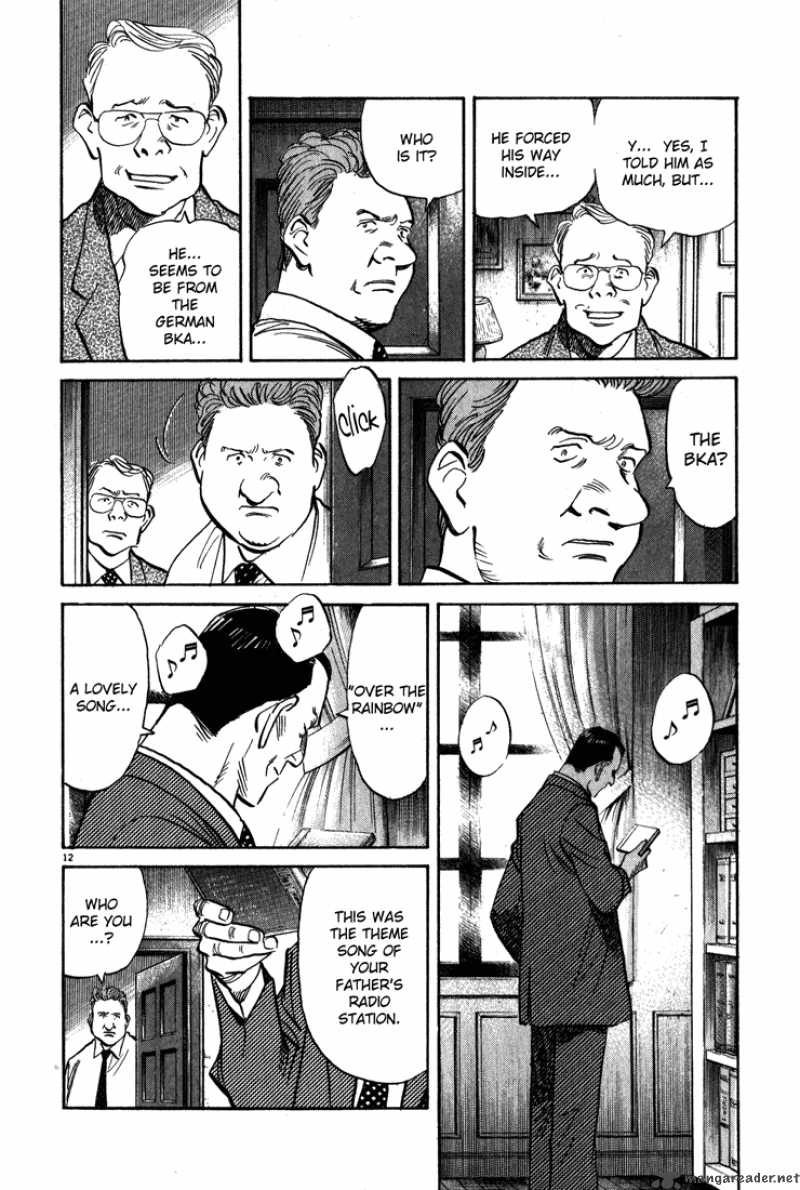 Y... YES, I
TOLD HIM AS
MUCH, BUT...
HE FORCED
HIS WAY
INSIDE...
WHO
IS IT?
HE...
SEEMS TO
BE FROM
THE
GERMAN
BKA...
THE
BKA?
click
"OVER THE
RAINBOW"
...
A LOVELY
SONG...
12
THIS WAS
THE THEME
SONG OF
YOUR
FATHER'S
RADIO
STATION.
WHO
ARE YOU
...?
mangareader.net